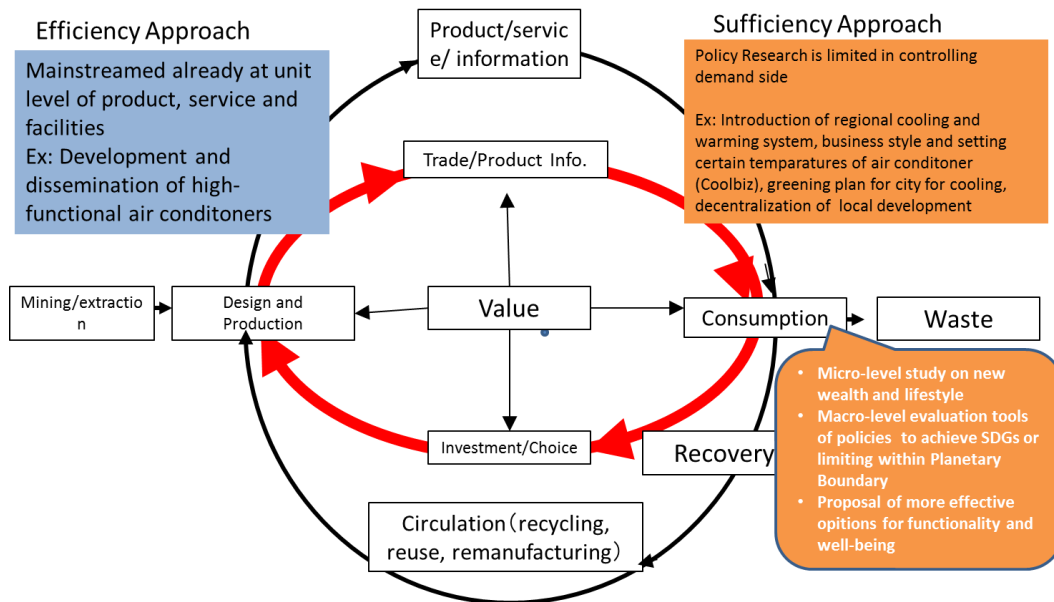 Efficiency Approach
Mainstreamed already at unit
level of product, service and
facilities
Ex: Development and
dissemination of high-
functional air conditoners
Product/servic
e/ information
Sufficiency Approach
Policy Research is limited in controlling
demand side
Ex: Introduction of regional cooling and
warming system, business style and setting
certain temparatures of air conditoner
(Coolbiz), greening plan for city for cooling,
decentralization of local development
Trade/Product Info.
Mining/extractio
n
Design and
Production
Value
Consumption
Waste
Investment/Choice
Recovery
Circulation（recycling,
reuse, remanufacturing）
• Micro-level study on new
wealth and lifestyle
• Macro-level evaluation tools
of policies to achieve SDGs or
limiting within Planetary
Boundary
• Proposal of more effective
opitions for functionality and
well-being